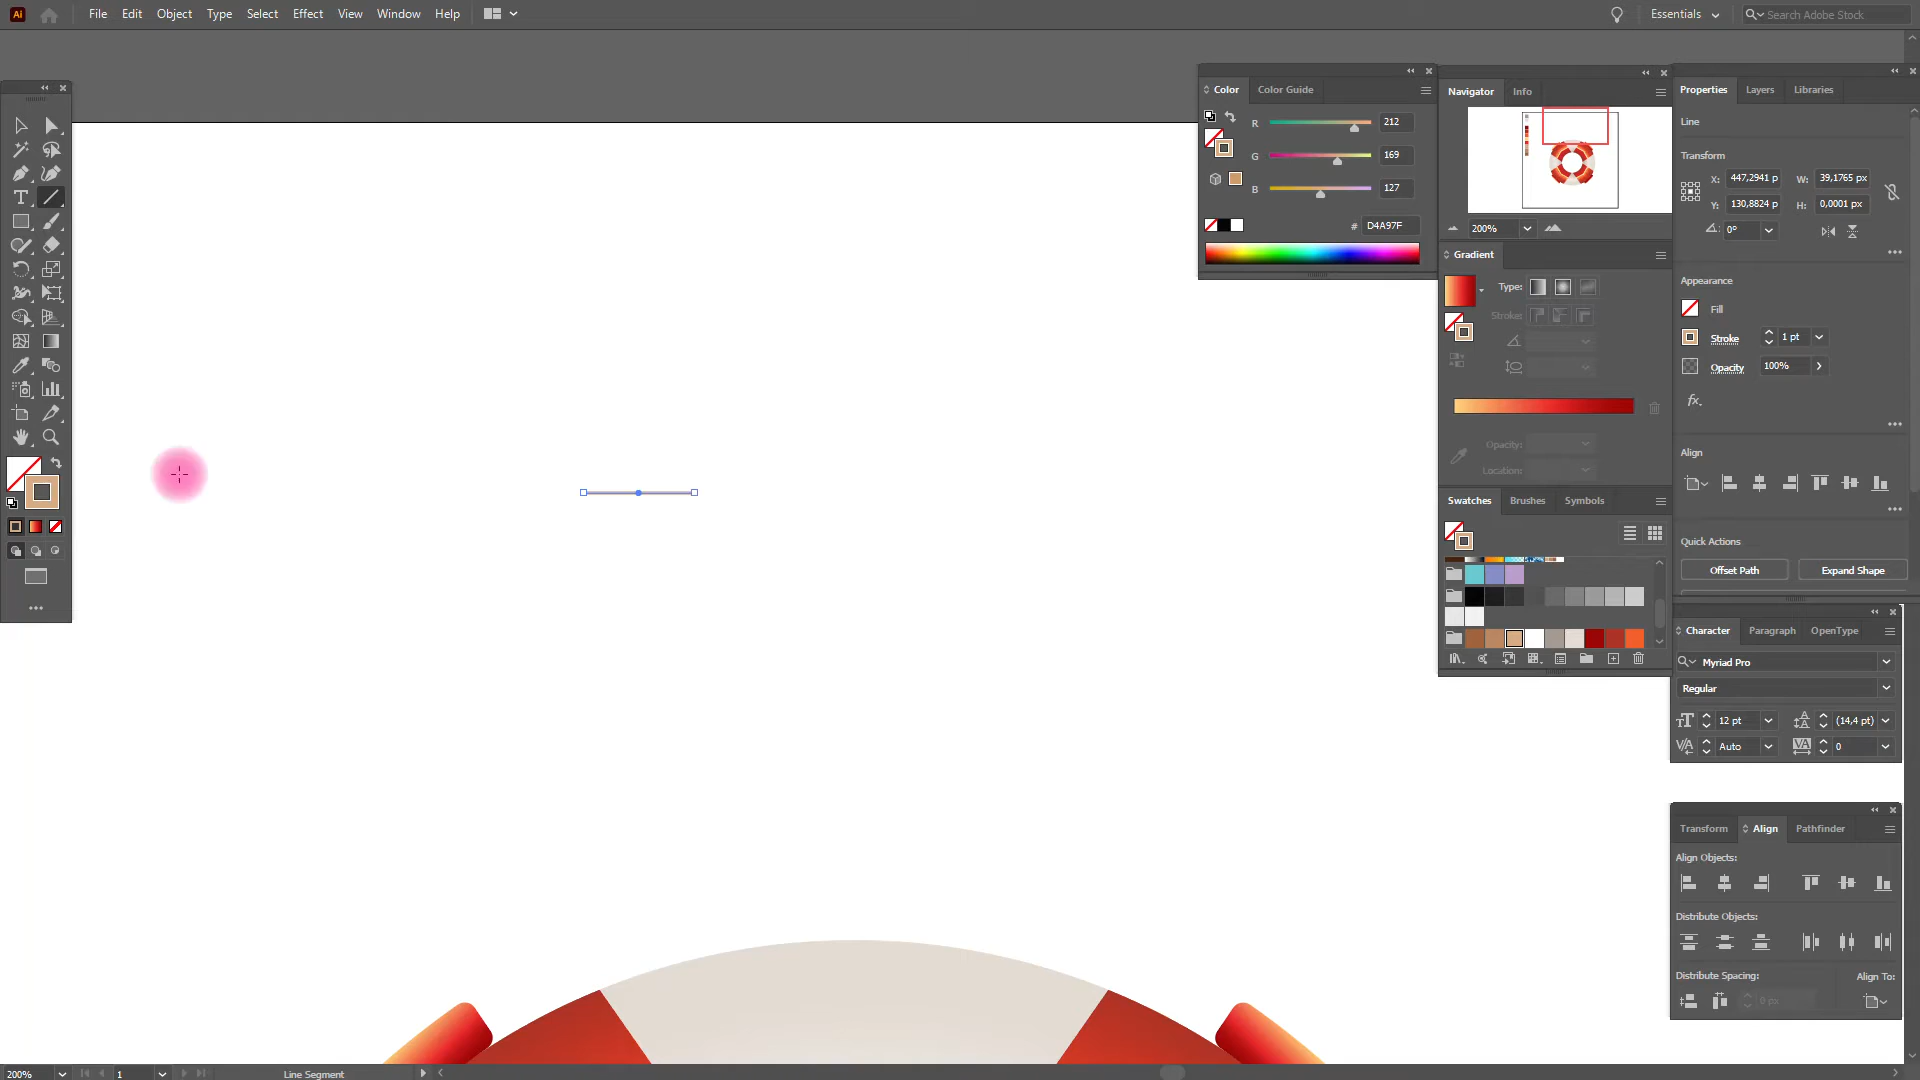 Ai File Edit Object Type Select Effect View Window Help
Essentials
Search Adobe Stock
Color Color Guide
R 212
G 169
B 127
# D4A97F
Navigator Info
200%
Gradient
Type:
Stroke:
Opacity:
Location:
Swatches Brushes Symbols
Properties Layers Libraries
Line
Transform
X: 447,2941 p W: 39,1765 px
Y: 130,8824 p H: 0,0001 px
0°
Appearance
Fill
Stroke 1 pt
Opacity 100%
fx.
Align
Quick Actions
Offset Path Expand Shape
Character Paragraph OpenType
Myriad Pro
Regular
12 pt (14,4 pt)
Auto 0
Transform Align Pathfinder
Align Objects:
Distribute Objects:
Distribute Spacing: Align To:
0 px
200% 1 Line Segment